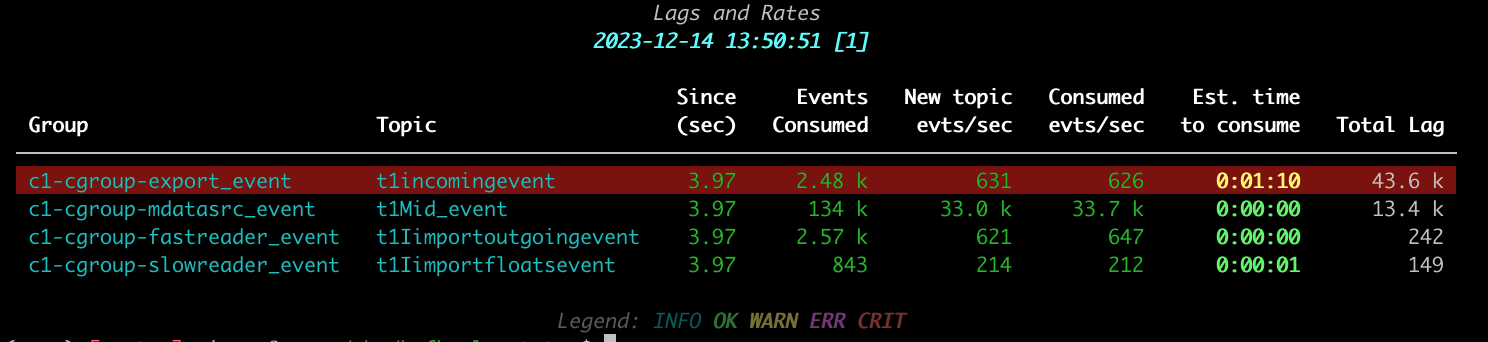 Lags and Rates
2023-12-14 13:50:51 [1]
Since Events New topic Consumed Est. time
Group Topic (sec) Consumed evts/sec evts/sec to consume Total Lag
c1-cgroup-export_event t1incomingevent 3.97 2.48 k 631 626 0:01:10 43.6 k
c1-cgroup-mdatasrc_event t1Mid_event 3.97 134 k 33.0 k 33.7 k 0:00:00 13.4 k
c1-cgroup-fastreader_event t1Iimportoutgoingevent 3.97 2.57 k 621 647 0:00:00 242
c1-cgroup-slowreader_event t1Iimportfloatsevent 3.97 843 214 212 0:00:01 149
Legend: INFO OK WARN ERR CRIT